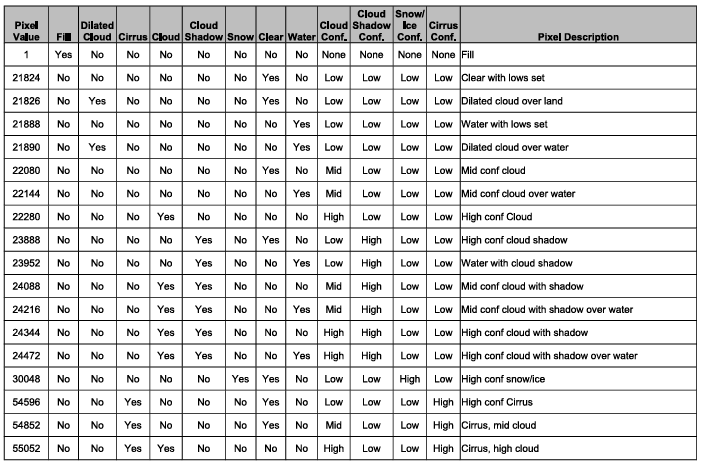 Pixel Value Fill Dilated Cloud Cirrus Cloud Cloud Shadow Snow Clear Water Cloud Conf. Cloud Shadow Conf. Snow/ Ice Conf. Cirrus Conf. Pixel Description
1 Yes No No No No No No No None None None None Fill
21824 No No No No No No Yes No Low Low Low Low Clear with lows set
21826 No Yes No No No No Yes No Low Low Low Low Dilated cloud over land
21888 No No No No No No No Yes Low Low Low Low Water with lows set
21890 No Yes No No No No No Yes Low Low Low Low Dilated cloud over water
22080 No No No No No No Yes No Mid Low Low Low Mid conf cloud
22144 No No No No No No No Yes Mid Low Low Low Mid conf cloud over water
22280 No No No Yes No No No No High Low Low Low High conf Cloud
23888 No No No No Yes No Yes No Low High Low Low High conf cloud shadow
23952 No No No No Yes No No Yes Low High Low Low Water with cloud shadow
24088 No No No Yes Yes No No No Mid High Low Low Mid conf cloud with shadow
24216 No No No Yes Yes No No Yes Mid High Low Low Mid conf cloud with shadow over water
24344 No No No Yes Yes No No No High High Low Low High conf cloud with shadow
24472 No No No Yes Yes No No Yes High High Low Low High conf cloud with shadow over water
30048 No No No No No Yes Yes No Low Low High Low High conf snow/ice
54596 No No Yes No No No Yes No Low Low Low High High conf Cirrus
54852 No No Yes No No No Yes No Mid Low Low High Cirrus, mid cloud
55052 No No Yes Yes No No No No High Low Low High Cirrus, high cloud